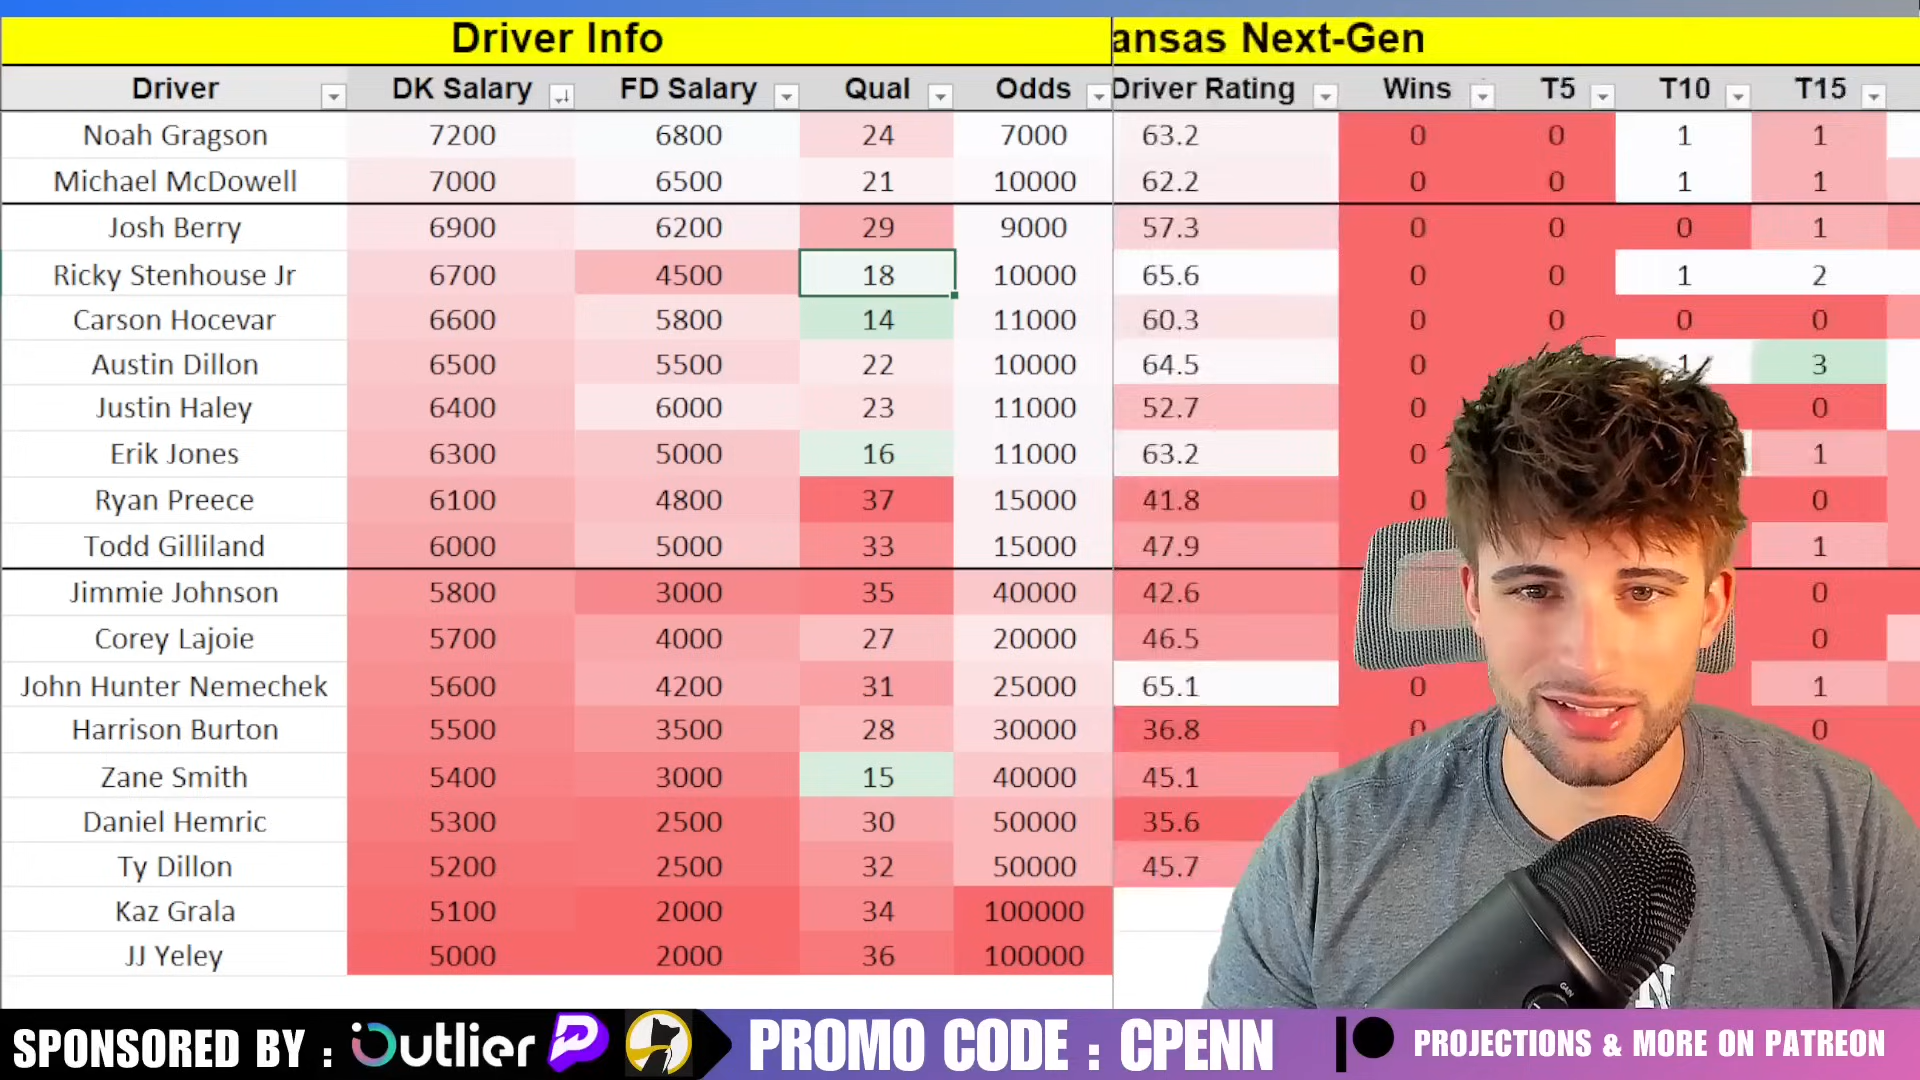 Driver Info
ansas Next-Gen
Driver DK Salary FD Salary Qual Odds Driver Rating Wins T5 T10 T15
Noah Gragson 7200 6800 24 7000 63.2 0 0 1 1
Michael McDowell 7000 6500 21 10000 62.2 0 0 1 1
Josh Berry 6900 6200 29 9000 57.3 0 0 0 1
Ricky Stenhouse Jr 6700 4500 18 10000 65.6 0 0 1 2
Carson Hocevar 6600 5800 14 11000 60.3 0 0 0 0
Austin Dillon 6500 5500 22 10000 64.5 0 0 1 3
Justin Haley 6400 6000 23 11000 52.7 0 0
Erik Jones 6300 5000 16 11000 63.2 0 1
Ryan Preece 6100 4800 37 15000 41.8 0 0
Todd Gilliland 6000 5000 33 15000 47.9 0 1
Jimmie Johnson 5800 3000 35 40000 42.6 0 0
Corey Lajoie 5700 4000 27 20000 46.5 0 0
John Hunter Nemechek 5600 4200 31 25000 65.1 0 1
Harrison Burton 5500 3500 28 30000 36.8 0 0
Zane Smith 5400 3000 15 40000 45.1
Daniel Hemric 5300 2500 30 50000 35.6
Ty Dillon 5200 2500 32 50000 45.7
Kaz Grala 5100 2000 34 100000
JJ Yeley 5000 2000 36 100000
GAIN
N
SPONSORED BY : Outlier P PROMO CODE : CPENN PROJECTIONS & MORE ON PATREON